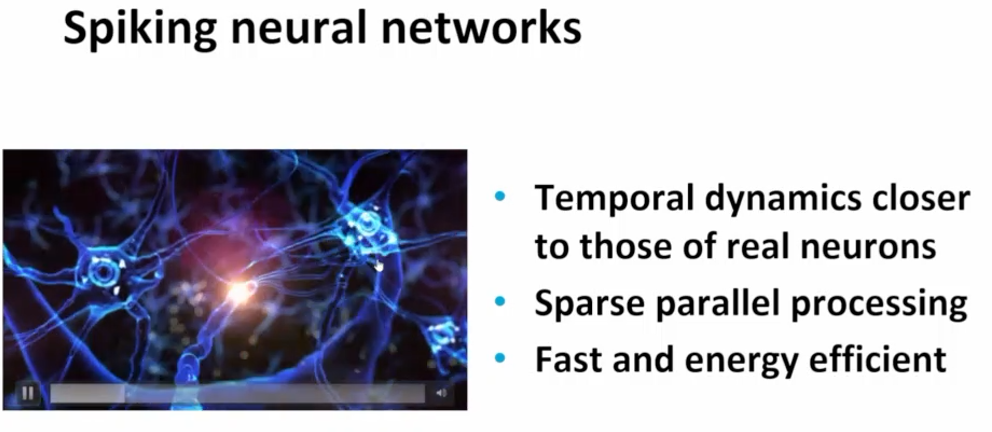 Spiking neural networks
• Temporal dynamics closer
to those of real neurons
• Sparse parallel processing
• Fast and energy efficient